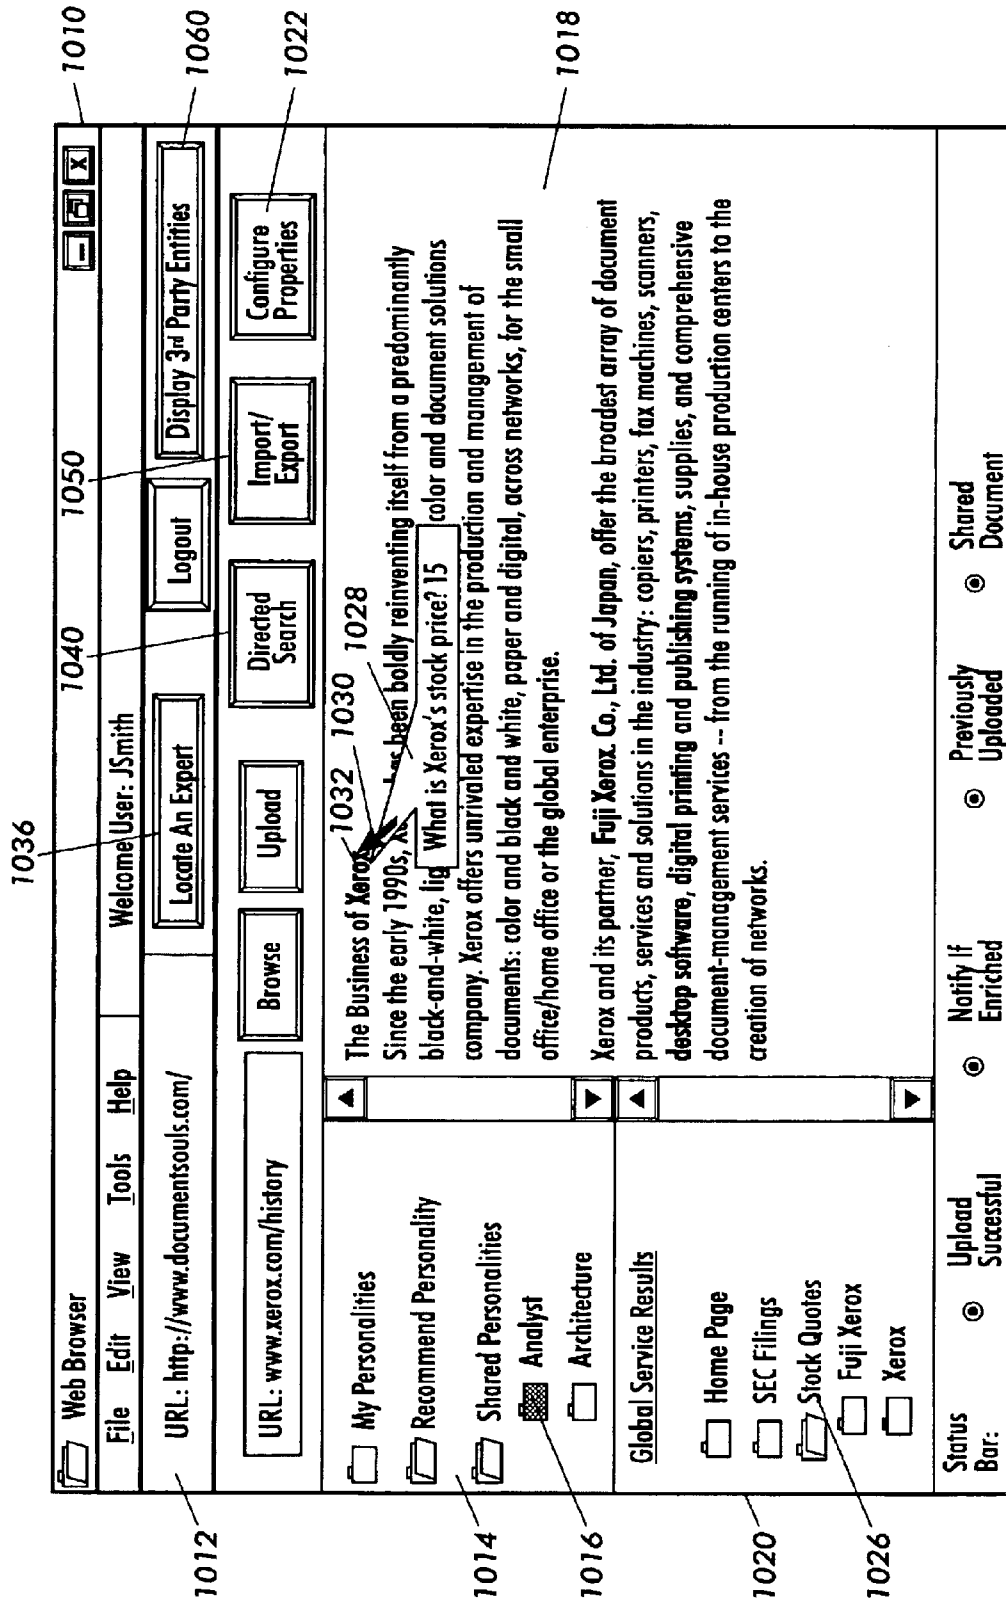 1036
1040
1050
1010
1060
1022
Web Browser
File Edit View Tools Help
Welcome User: JSmith
1012
URL: http://www.documentsouls.com/
Locate An Expert
Logout
Display 3rd Party Entities
URL: www.xerox.com/history
Browse
Upload
Directed
Search
Import/
Export
Configure
Properties
1014
1016
My Personalities
Recommend Personality
Shared Personalities
Analyst
Architecture
1032
1030
1028
1018
The Business of Xerox
Since the early 1990s, has been boldly reinventing itself from a predominantly
black-and-white, lig color and document solutions
What is Xerox's stock price? 15
company. Xerox offers unrivaled expertise in the production and management of
documents: color and black and white, paper and digital, across networks, for the small
office/home office or the global enterprise.
Xerox and its partner, Fuji Xerox. Co., Ltd. of Japan, offer the broadest array of document
products, services and solutions in the industry: copiers, printers, fax machines, scanners,
desktop software, digital printing and publishing systems, supplies, and comprehensive
document-management services -- from the running of in-house production centers to the
creation of networks.
1020
1026
Global Service Results
Home Page
SEC Filings
Stock Quotes
Fuji Xerox
Xerox
Status
Bar:
Upload
Successful
Notify If
Enriched
Previously
Uploaded
Shared
Document